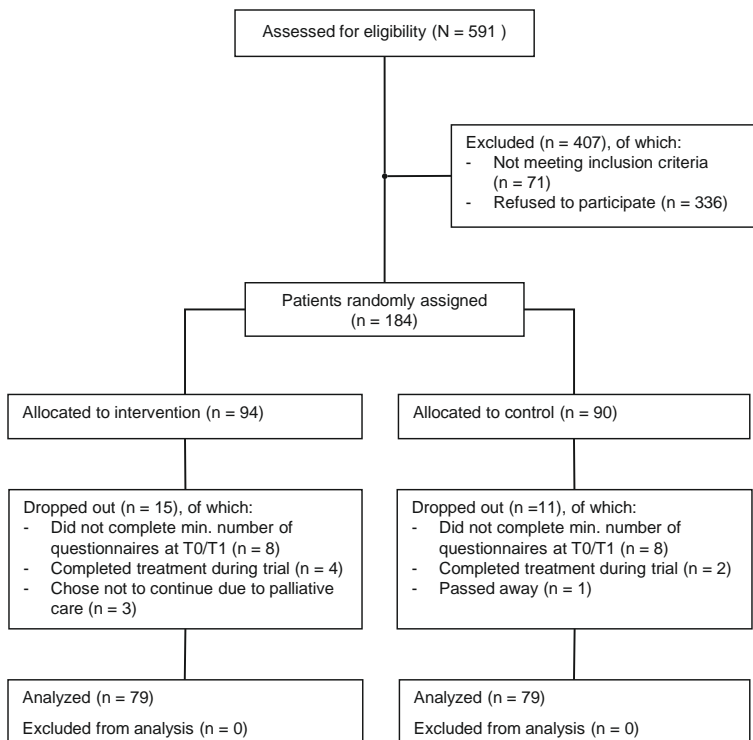 Assessed for eligibility (N = 591 )
Excluded (n = 407), of which:
- Not meeting inclusion criteria
(n = 71)
- Refused to participate (n = 336)
Patients randomly assigned
(n = 184)
Allocated to intervention (n = 94)
Allocated to control (n = 90)
Dropped out (n = 15), of which:
- Did not complete min. number of
questionnaires at T0/T1 (n = 8)
- Completed treatment during trial (n = 4)
- Chose not to continue due to palliative
care (n = 3)
Dropped out (n =11), of which:
- Did not complete min. number of
questionnaires at T0/T1 (n = 8)
- Completed treatment during trial (n = 2)
- Passed away (n = 1)
Analyzed (n = 79)
Excluded from analysis (n = 0)
Analyzed (n = 79)
Excluded from analysis (n = 0)